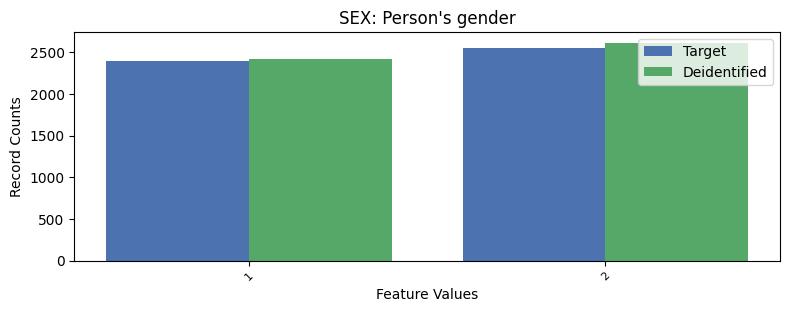 SEX: Person's gender
Record Counts
2500
2000
1500
1000
500
0
Target
Deidentified
1
2
Feature Values